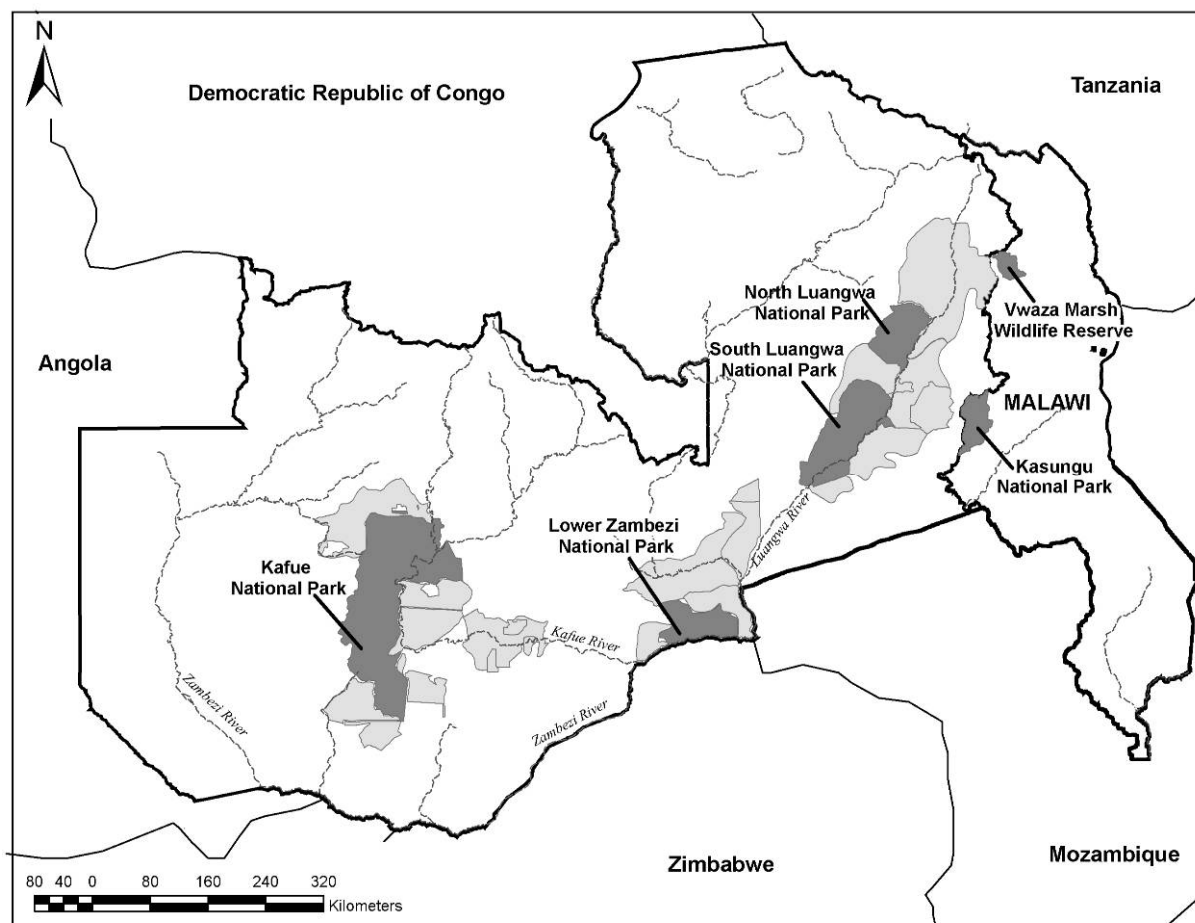 N
Democratic Republic of Congo
Tanzania
North Luangwa
National Park
Vwaza Marsh
Wildlife Reserve
South Luangwa
National Park
Angola
MALAWI
Kasungu
National Park
Luangwa River
Lower Zambezi
National Park
Kafue
National Park
Kafue River
Zambezi River
Zambezi River
Zimbabwe
Mozambique
80 40 0 80 160 240 320
Kilometers